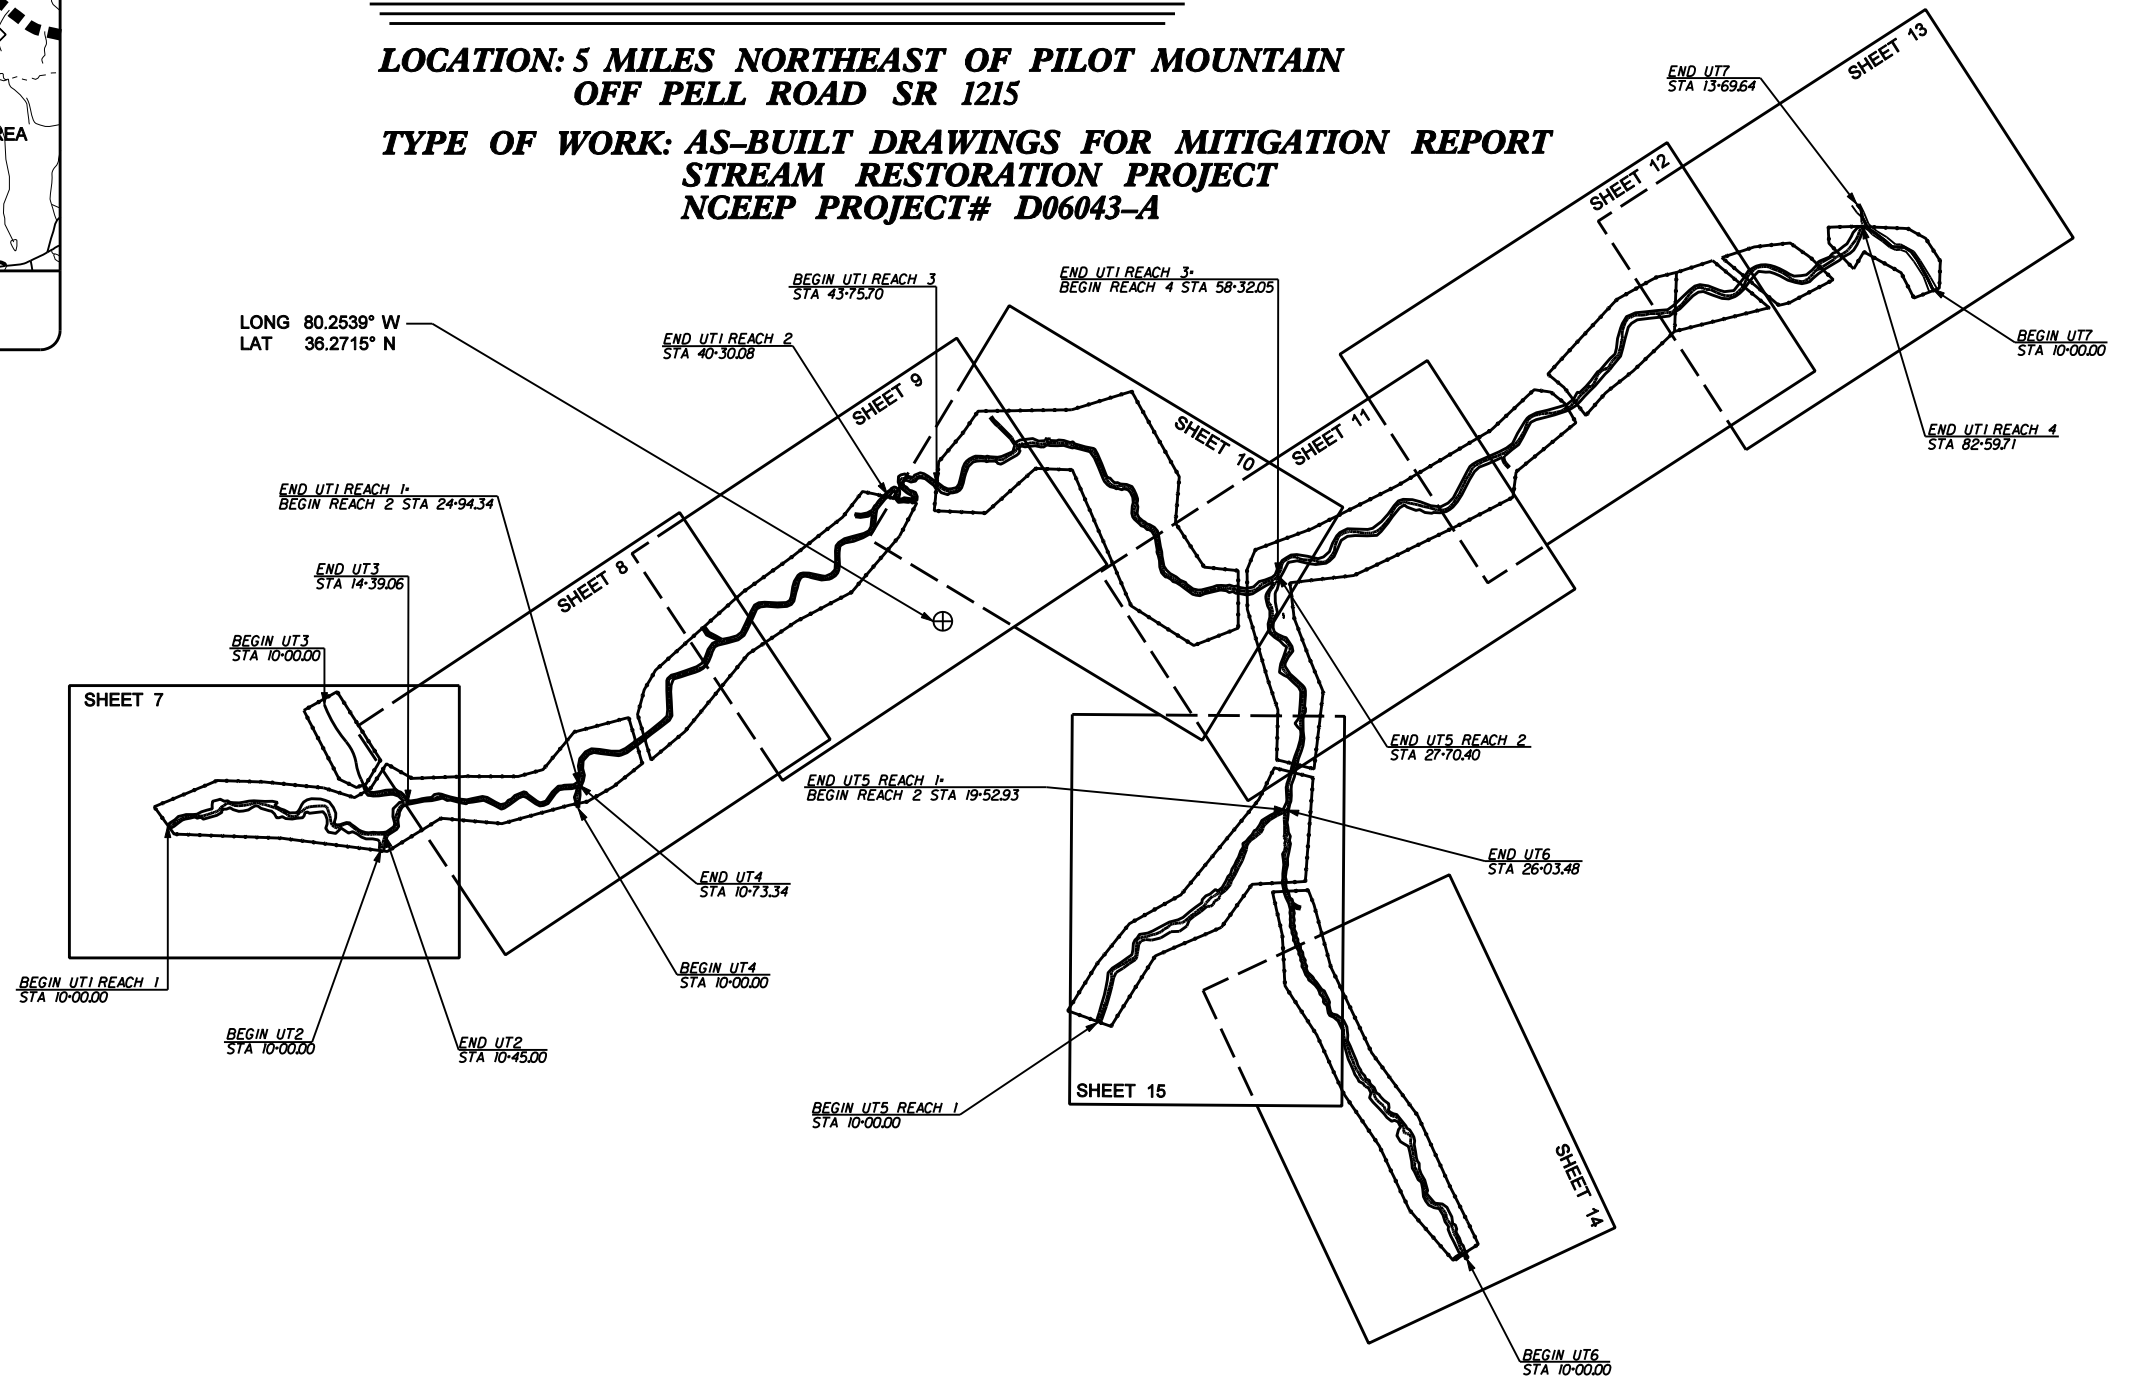 LOCATION: 5 MILES NORTHEAST OF PILOT MOUNTAIN
OFF PELL ROAD SR 1215
TYPE OF WORK: AS-BUILT DRAWINGS FOR MITIGATION REPORT
STREAM RESTORATION PROJECT
NCEEP PROJECT# D06043-A
SHEET 13
END UT7
STA 13+69.64
SHEET 12
BEGIN UT1 REACH 3
STA 43+75.70
END UT1 REACH 3=
BEGIN REACH 4 STA 58+32.05
LONG 80.2539° W
LAT 36.2715° N
END UT1 REACH 2
STA 40+30.08
BEGIN UT7
STA 10+00.00
SHEET 9
SHEET 10
SHEET 11
END UT1 REACH 4
STA 82+59.71
END UT1 REACH 1=
BEGIN REACH 2 STA 24+94.34
END UT3
STA 14+39.06
SHEET 8
BEGIN UT3
STA 10+00.00
SHEET 7
END UT5 REACH 2
STA 27+70.40
END UT5 REACH 1=
BEGIN REACH 2 STA 19+52.93
END UT6
STA 26+03.48
END UT4
STA 10+73.34
BEGIN UT4
STA 10+00.00
BEGIN UT1 REACH 1
STA 10+00.00
BEGIN UT2
STA 10+00.00
END UT2
STA 10+45.00
SHEET 15
BEGIN UT5 REACH 1
STA 10+00.00
SHEET 14
BEGIN UT6
STA 10+00.00